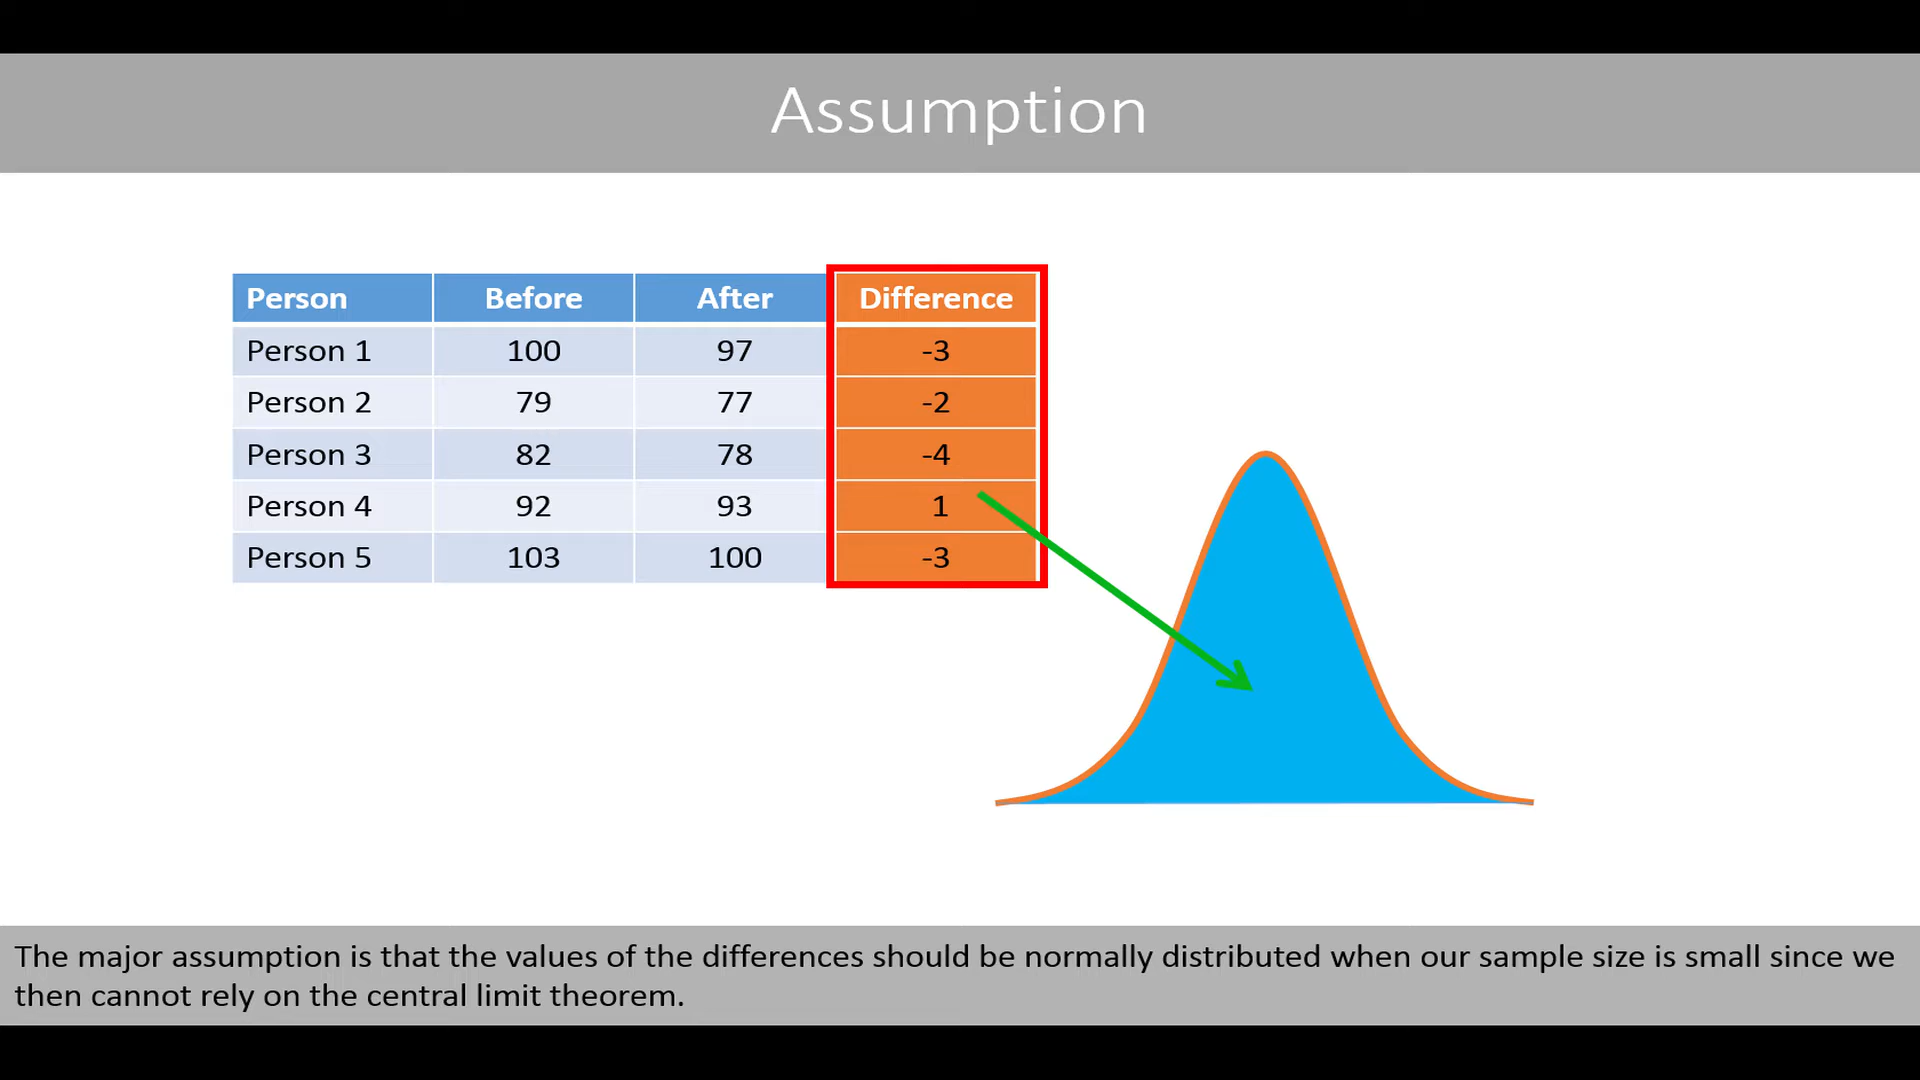 Assumption
Person Before After Difference
Person 1 100 97 -3
Person 2 79 77 -2
Person 3 82 78 -4
Person 4 92 93 1
Person 5 103 100 -3
The major assumption is that the values of the differences should be normally distributed when our sample size is small since we
then cannot rely on the central limit theorem.